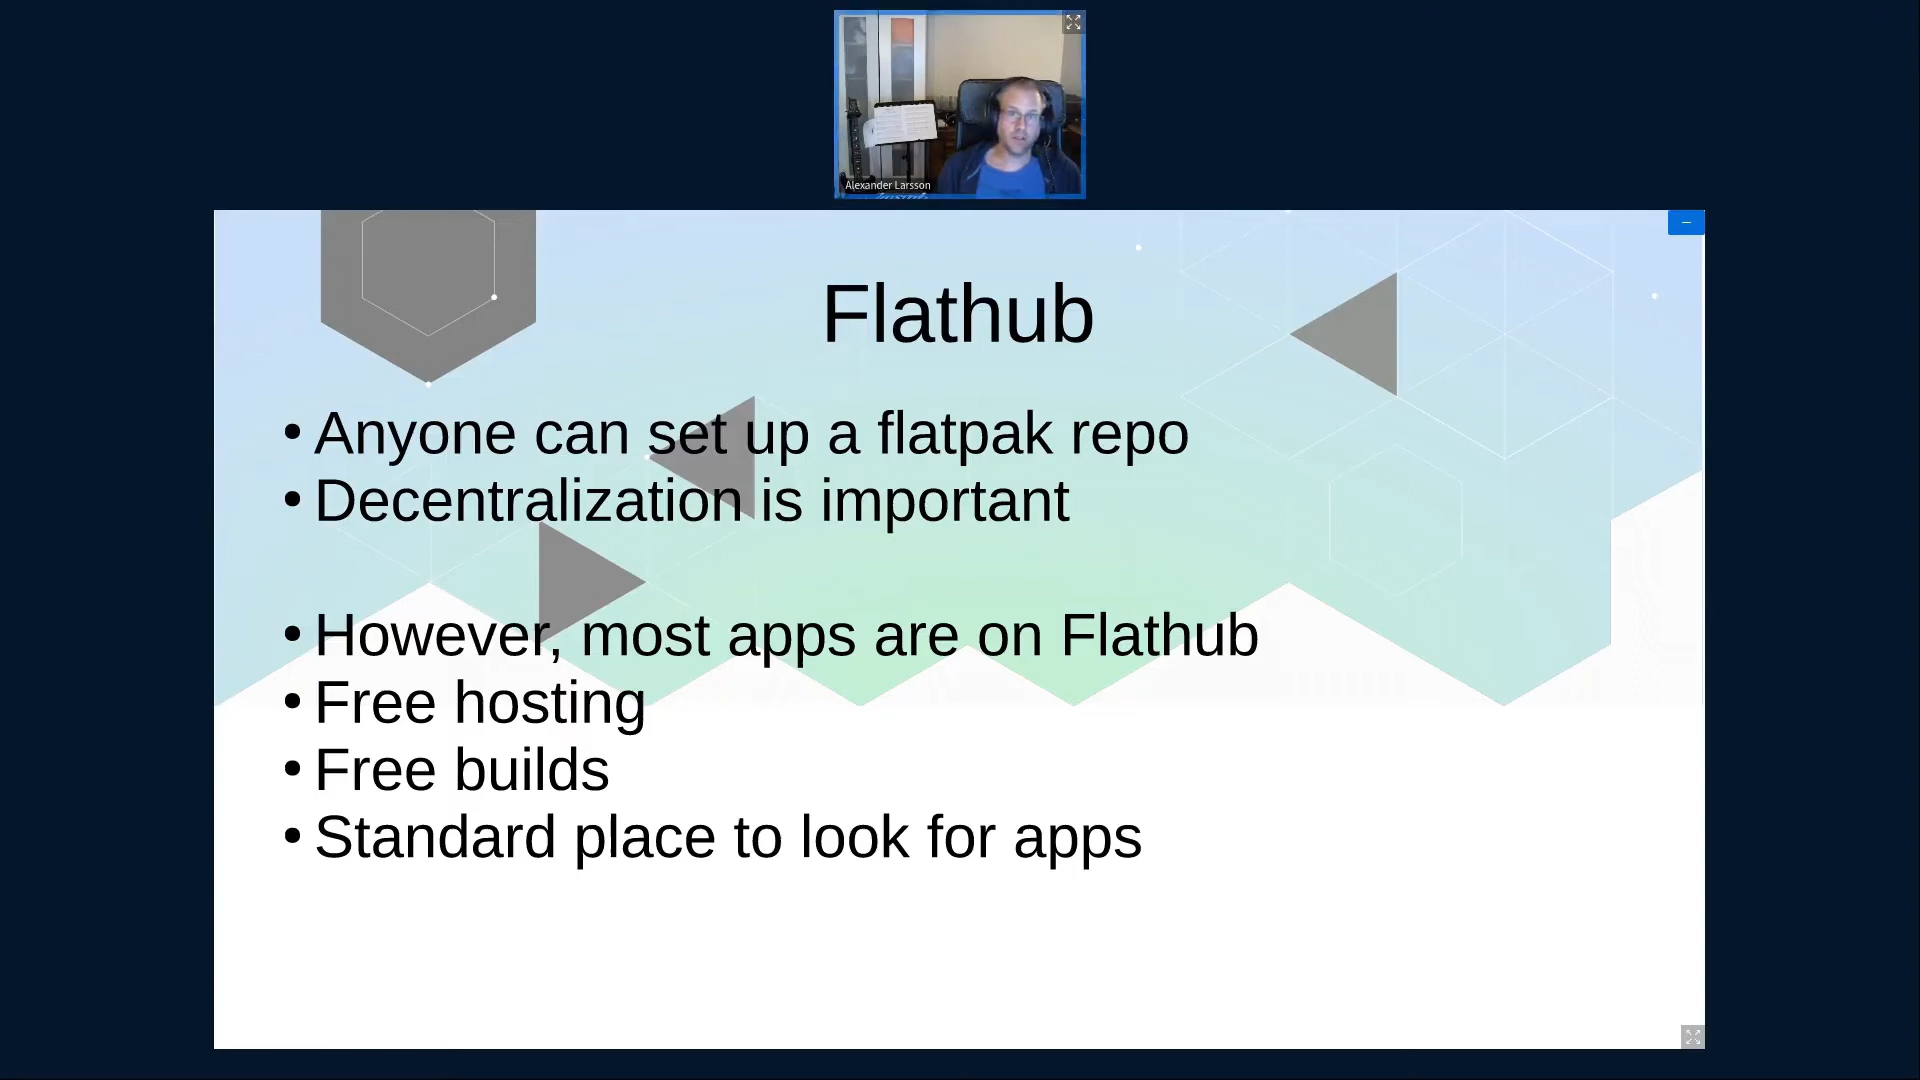 Alexander Larsson
Flathub
• Anyone can set up a flatpak repo
• Decentralization is important
• However, most apps are on Flathub
• Free hosting
• Free builds
• Standard place to look for apps